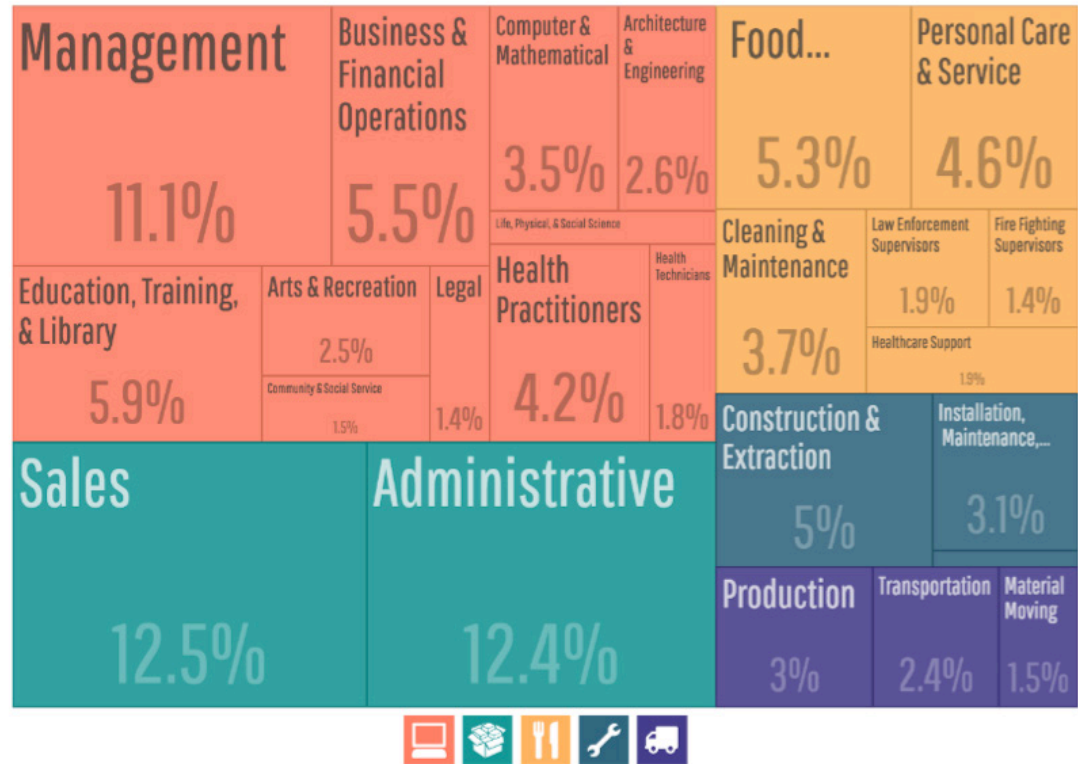 Management
11.1%
Business &
Financial
Operations
5.5%
Computer &
Mathematical
3.5%
Architecture
&
Engineering
2.6%
Life, Physical, & Social Science
Education, Training,
& Library
5.9%
Arts & Recreation
2.5%
Community & Social Service
1.5%
Legal
1.4%
Health
Practitioners
4.2%
Health
Technicians
1.8%
Sales
12.5%
Administrative
12.4%
Food...
5.3%
Personal Care
& Service
4.6%
Cleaning &
Maintenance
3.7%
Law Enforcement
Supervisors
1.9%
Fire Fighting
Supervisors
1.4%
Healthcare Support
1.9%
Construction &
Extraction
5%
Installation,
Maintenance,...
3.1%
Production
3%
Transportation
2.4%
Material
Moving
1.5%